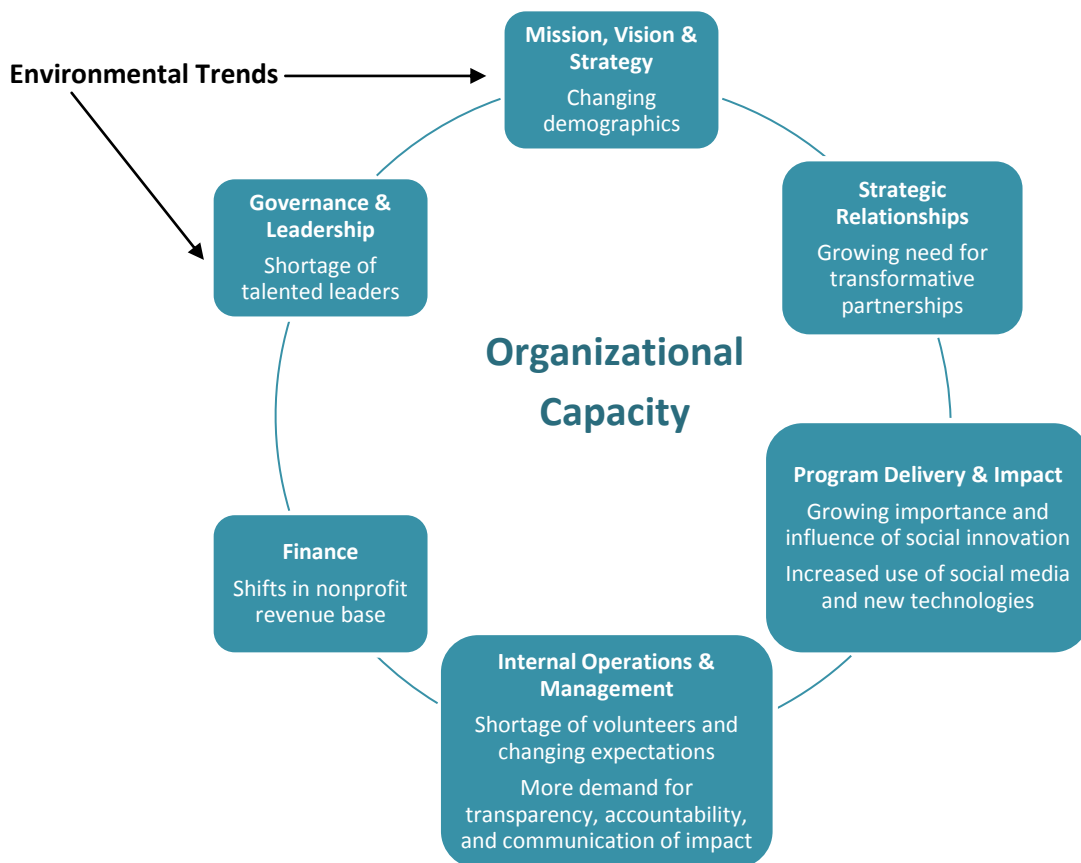 Environmental Trends
Mission, Vision &
Strategy
Changing
demographics
Strategic
Relationships
Growing need for
transformative
partnerships
Program Delivery & Impact
Growing importance and
influence of social innovation
Increased use of social media
and new technologies
Internal Operations &
Management
Shortage of volunteers and
changing expectations
More demand for
transparency, accountability,
and communication of impact
Finance
Shifts in nonprofit
revenue base
Governance &
Leadership
Shortage of
talented leaders
Organizational
Capacity